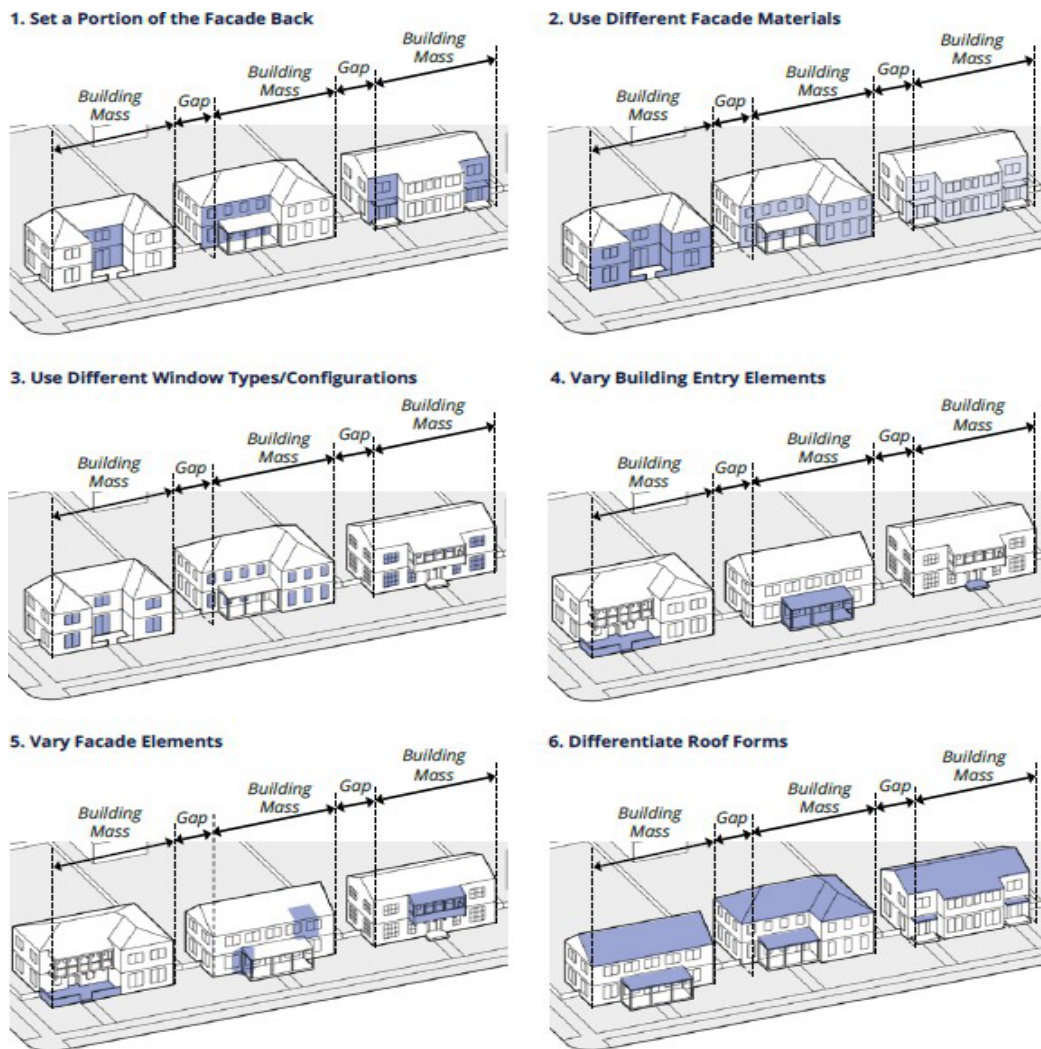 1. Set a Portion of the Facade Back
Building
Mass
Gap
Building
Mass
Gap
Building
Mass
2. Use Different Facade Materials
Building
Mass
Gap
Building
Mass
Gap
Building
Mass
3. Use Different Window Types/Configurations
Building
Mass
Gap
Building
Mass
Gap
Building
Mass
4. Vary Building Entry Elements
Building
Mass
Gap
Building
Mass
Gap
Building
Mass
5. Vary Facade Elements
Building
Mass
Gap
Building
Mass
Gap
Building
Mass
6. Differentiate Roof Forms
Building
Mass
Gap
Building
Mass
Gap
Building
Mass